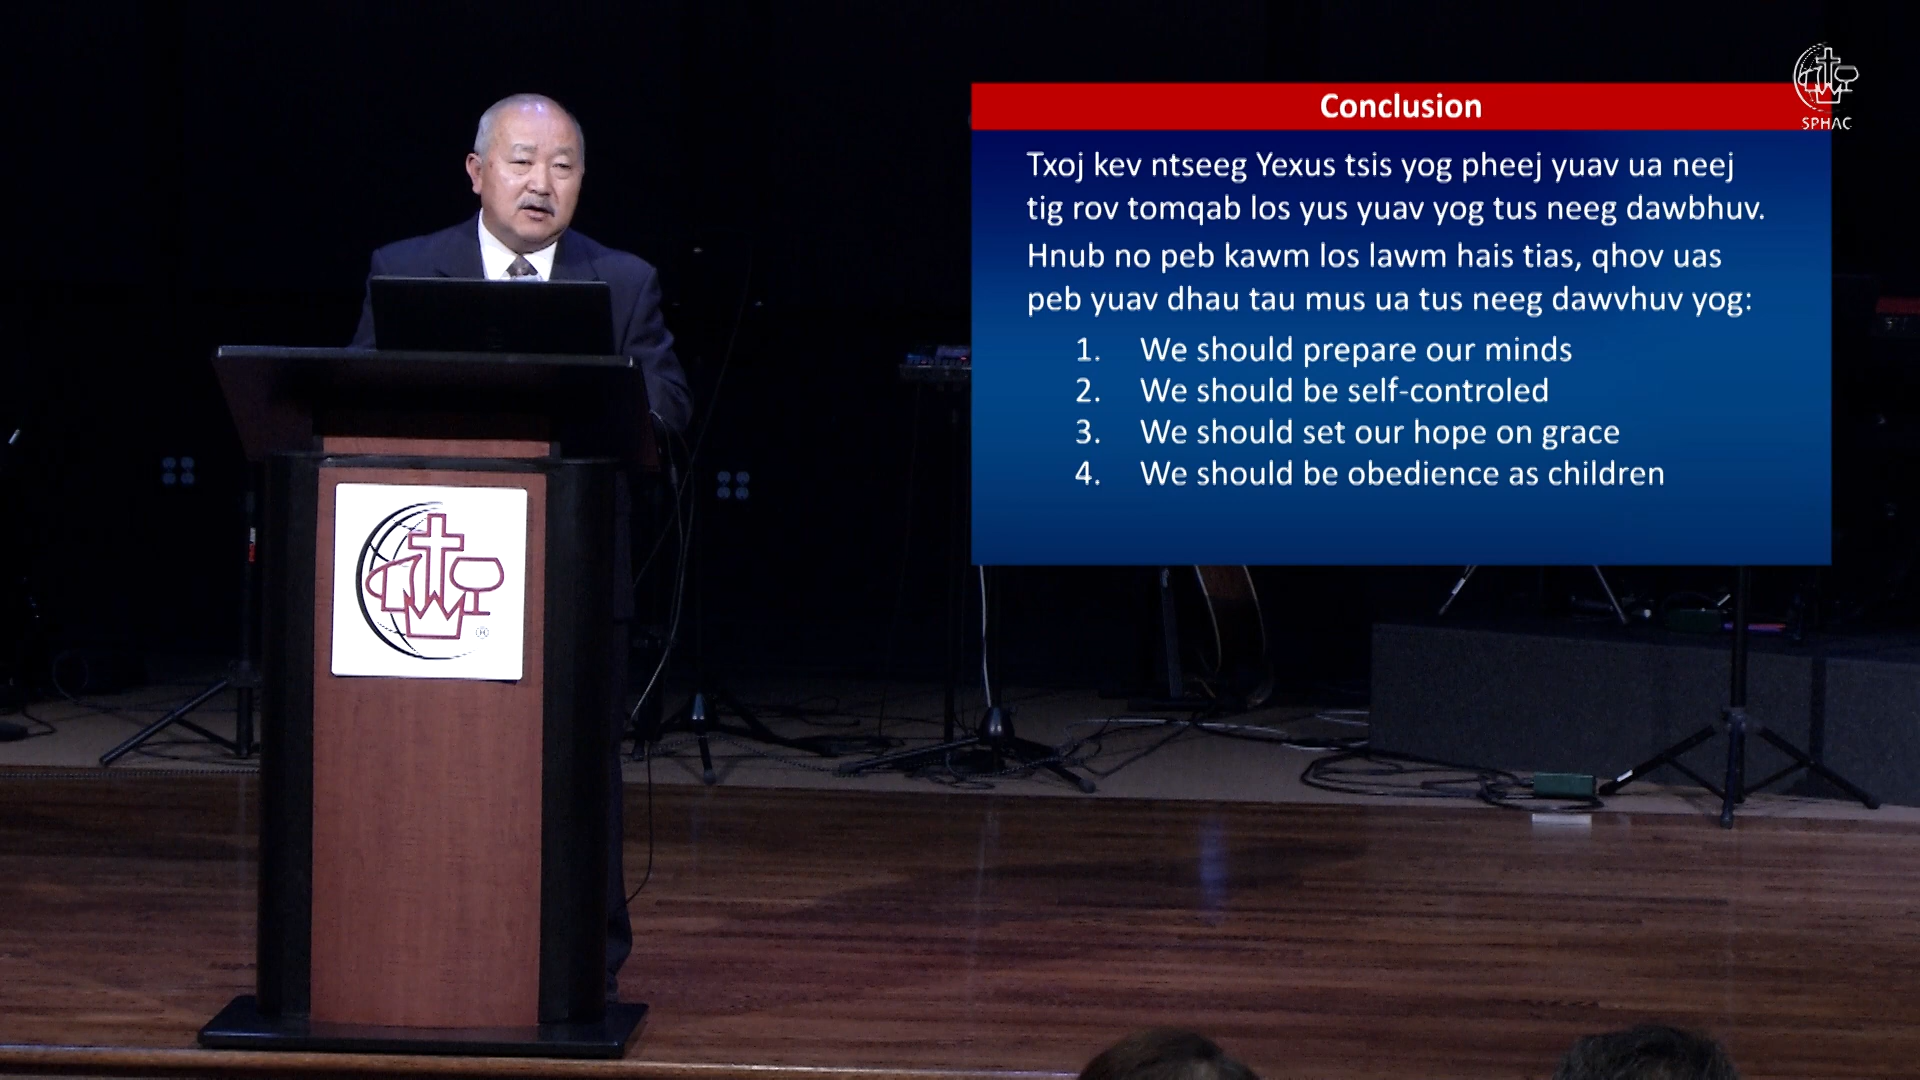 SPHAC
Conclusion
Txoj kev ntseeg Yexus tsis yog pheej yuav ua neej
tig rov tomqab los yus yuav yog tus neeg dawbhuv.
Hnub no peb kawm los lawm hais tias, qhov uas
peb yuav dhau tau mus ua tus neeg dawvhuv yog:
1. We should prepare our minds
2. We should be self-controled
3. We should set our hope on grace
4. We should be obedience as children
®